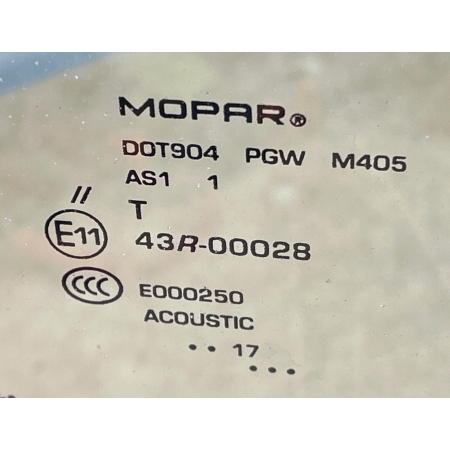 MOPAR®
DOT904 PGW M405
AS1 1
//
T
E11 43R-00028
CCC E000250
ACOUSTIC
•• 17
•••